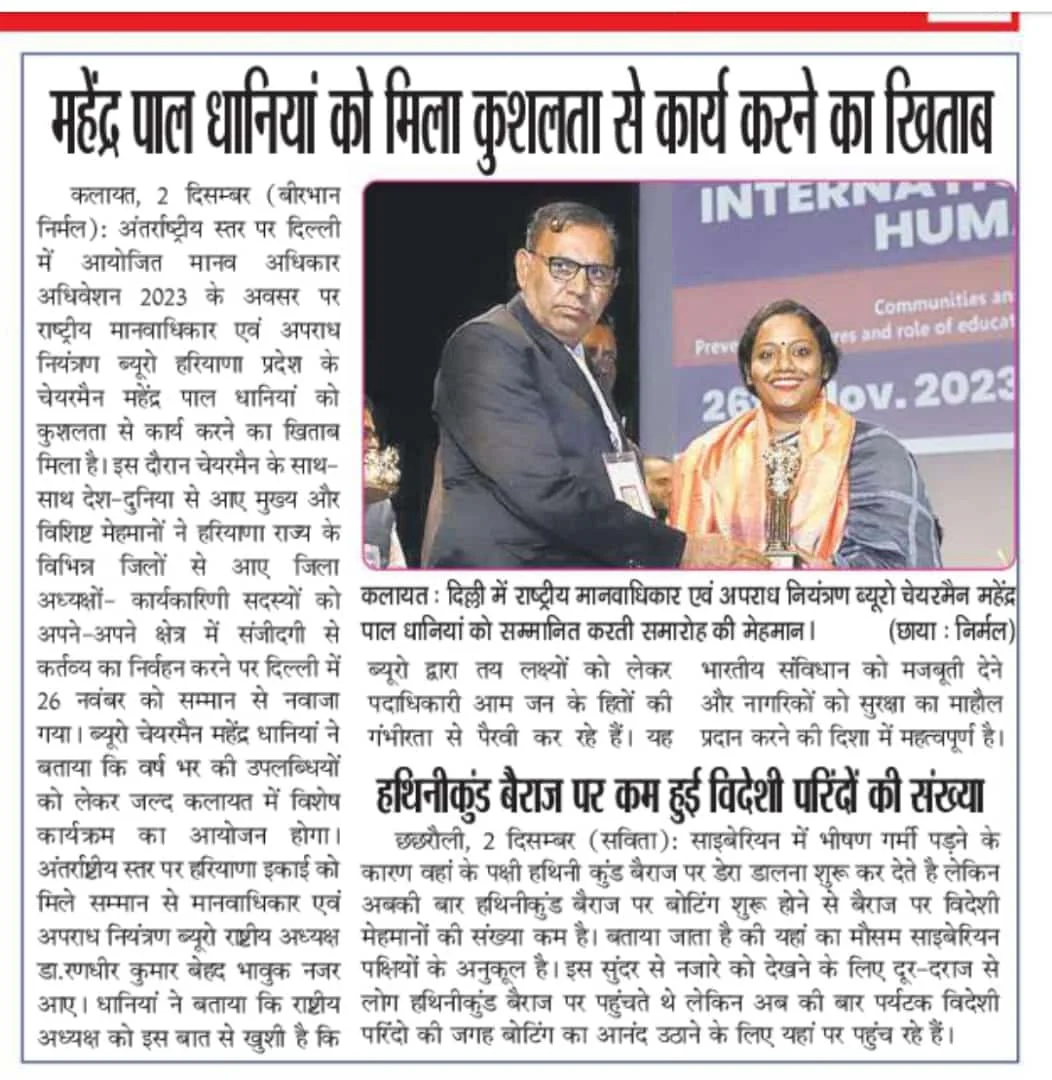 महेंद्र पाल धानियां को मिला कुशलता से कार्य करने का खिताब
कलायत, 2 दिसम्बर (बीरभान
निर्मल): अंतर्राष्ट्रीय स्तर पर दिल्ली
में आयोजित मानव अधिकार
अधिवेशन 2023 के अवसर पर
राष्ट्रीय मानवाधिकार एवं अपराध
नियंत्रण ब्यूरो हरियाणा प्रदेश के
चेयरमैन महेंद्र पाल धानियां को
कुशलता से कार्य करने का खिताब
मिला है। इस दौरान चेयरमैन के साथ-
साथ देश-दुनिया से आए मुख्य और
विशिष्ट मेहमानों ने हरियाणा राज्य के
विभिन्न जिलों से आए जिला
अध्यक्षों- कार्यकारिणी सदस्यों को
अपने-अपने क्षेत्र में संजीदगी से
कर्तव्य का निर्वहन करने पर दिल्ली में
26 नवंबर को सम्मान से नवाजा
गया। ब्यूरो चेयरमैन महेंद्र धानियां ने
बताया कि वर्ष भर की उपलब्धियों
को लेकर जल्द कलायत में विशेष
कार्यक्रम का आयोजन होगा।
अंतर्राष्ट्रीय स्तर पर हरियाणा इकाई को
मिले सम्मान से मानवाधिकार एवं
अपराध नियंत्रण ब्यूरो राष्ट्रीय अध्यक्ष
डा.रणधीर कुमार बेहद भावुक नजर
आए। धानियां ने बताया कि राष्ट्रीय
अध्यक्ष को इस बात से खुशी है कि
INTERNATI
HUM
Communities an
Preve res and role of educat
26 Nov. 2023
कलायत : दिल्ली में राष्ट्रीय मानवाधिकार एवं अपराध नियंत्रण ब्यूरो चेयरमैन महेंद्र
पाल धानियां को सम्मानित करती समारोह की मेहमान। (छाया : निर्मल)
ब्यूरो द्वारा तय लक्ष्यों को लेकर
पदाधिकारी आम जन के हितों की
गंभीरता से पैरवी कर रहे हैं। यह
भारतीय संविधान को मजबूती देने
और नागरिकों को सुरक्षा का माहौल
प्रदान करने की दिशा में महत्वपूर्ण है।
हथिनीकुंड बैराज पर कम हुई विदेशी परिंदों की संख्या
छछरौली, 2 दिसम्बर (सविता): साइबेरियन में भीषण गर्मी पड़ने के
कारण वहां के पक्षी हथिनी कुंड बैराज पर डेरा डालना शुरू कर देते है लेकिन
अबकी बार हथिनीकुंड बैराज पर बोटिंग शुरू होने से बैराज पर विदेशी
मेहमानों की संख्या कम है। बताया जाता है की यहां का मौसम साइबेरियन
पक्षियों के अनुकूल है। इस सुंदर से नजारे को देखने के लिए दूर-दराज से
लोग हथिनीकुंड बैराज पर पहुंचते थे लेकिन अब की बार पर्यटक विदेशी
परिंदो की जगह बोटिंग का आनंद उठाने के लिए यहां पर पहुंच रहे हैं।